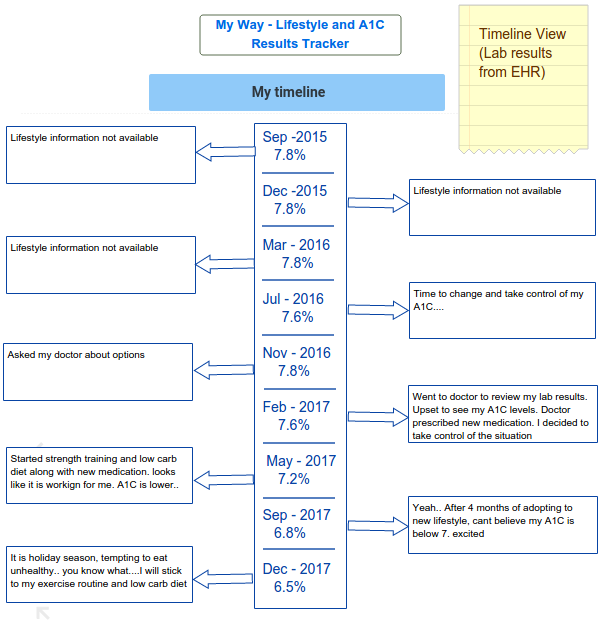 My Way - Lifestyle and A1C
Results Tracker
Timeline View
(Lab results
from EHR)
My timeline
Sep -2015
7.8%
Lifestyle information not available
Dec -2015
7.8%
Lifestyle information not available
Mar - 2016
7.8%
Lifestyle information not available
Jul - 2016
7.6%
Time to change and take control of my
A1C....
Nov - 2016
7.8%
Asked my doctor about options
Feb - 2017
7.6%
Went to doctor to review my lab results.
Upset to see my A1C levels. Doctor
prescribed new medication. I decided to
take control of the situation
May - 2017
7.2%
Started strength training and low carb
diet along with new medication. looks
like it is workign for me. A1C is lower..
Sep - 2017
6.8%
Yeah.. After 4 months of adopting to
new lifestyle, cant believe my A1C is
below 7. excited
Dec - 2017
6.5%
It is holiday season, tempting to eat
unhealthy.. you know what....I will stick
to my exercise routine and low carb diet